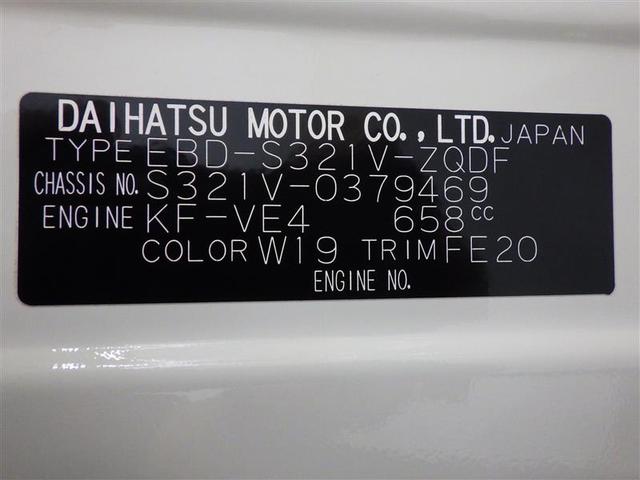 DAIHATSU MOTOR CO.,LTD. JAPAN
TYPE EBD-S321V-ZQDF
CHASSIS NO. S321V-0379469
ENGINE KF-VE4 658cc
COLOR W19 TRIM FE20
ENGINE NO.